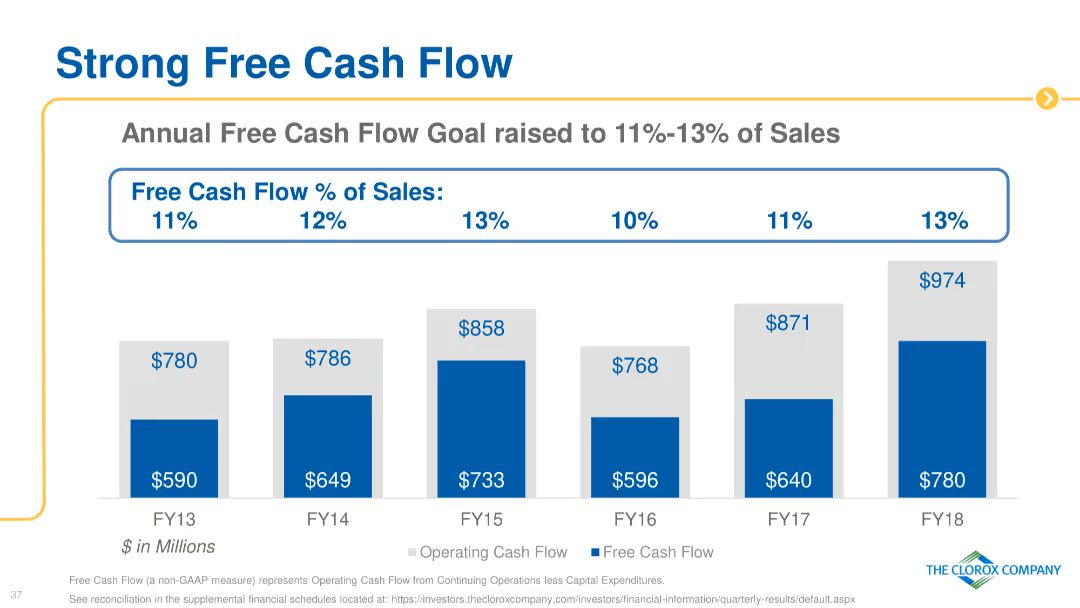 Strong Free Cash Flow
Annual Free Cash Flow Goal raised to 11%-13% of Sales
Free Cash Flow % of Sales:
11% 12% 13% 10% 11% 13%
$780 $786 $858 $768 $871 $974
$590 $649 $733 $596 $640 $780
FY13 FY14 FY15 FY16 FY17 FY18
$ in Millions
Operating Cash Flow Free Cash Flow
THE CLOROX COMPANY
Free Cash Flow (a non-GAAP measure) represents Operating Cash Flow from Continuing Operations less Capital Expenditures.
37
See reconciliation in the supplemental financial schedules located at: https://investors.thecloroxcompany.com/investors/financial-information/quarterly-results/default.aspx